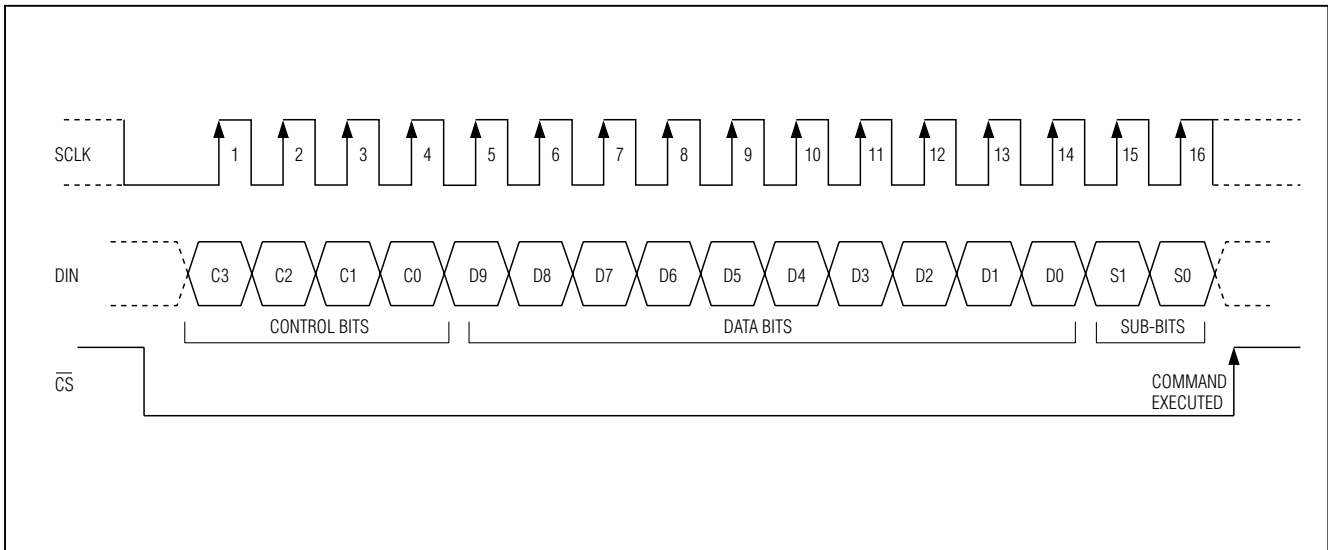 SCLK 1 2 3 4 5 6 7 8 9 10 11 12 13 14 15 16
DIN C3 C2 C1 C0 D9 D8 D7 D6 D5 D4 D3 D2 D1 D0 S1 S0
CONTROL BITS DATA BITS SUB-BITS
C̅S̅
COMMAND
EXECUTED